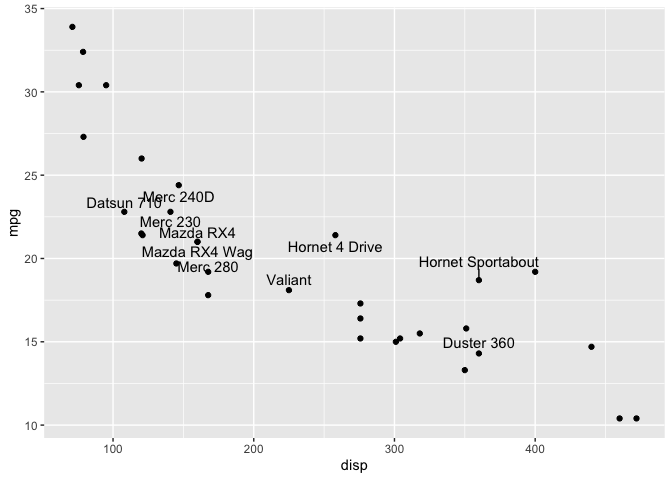 35
30
25
20
15
10
mpg
Merc 240D
Datsun 710
Merc 230
Mazda RX4
Hornet 4 Drive
Mazda RX4 Wag
Merc 280
Hornet Sportabout
Valiant
Duster 360
100
200
300
400
disp